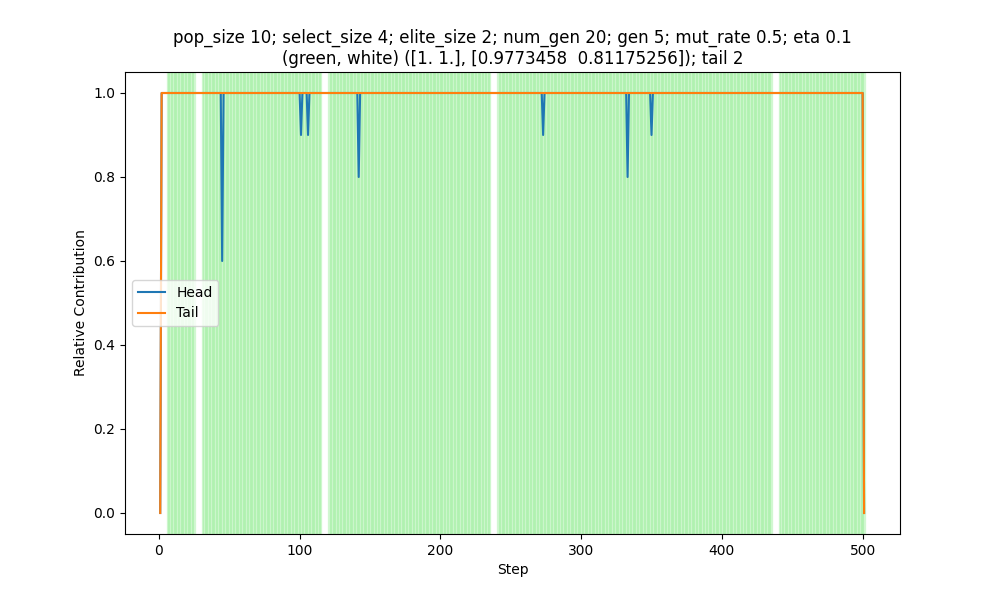 pop_size 10; select_size 4; elite_size 2; num_gen 20; gen 5; mut_rate 0.5; eta 0.1
(green, white) ([1. 1.], [0.9773458  0.81175256]); tail 2
1.0
0.8
0.6
0.4
0.2
0.0
Relative Contribution
Head
Tail
0
100
200
300
400
500
Step